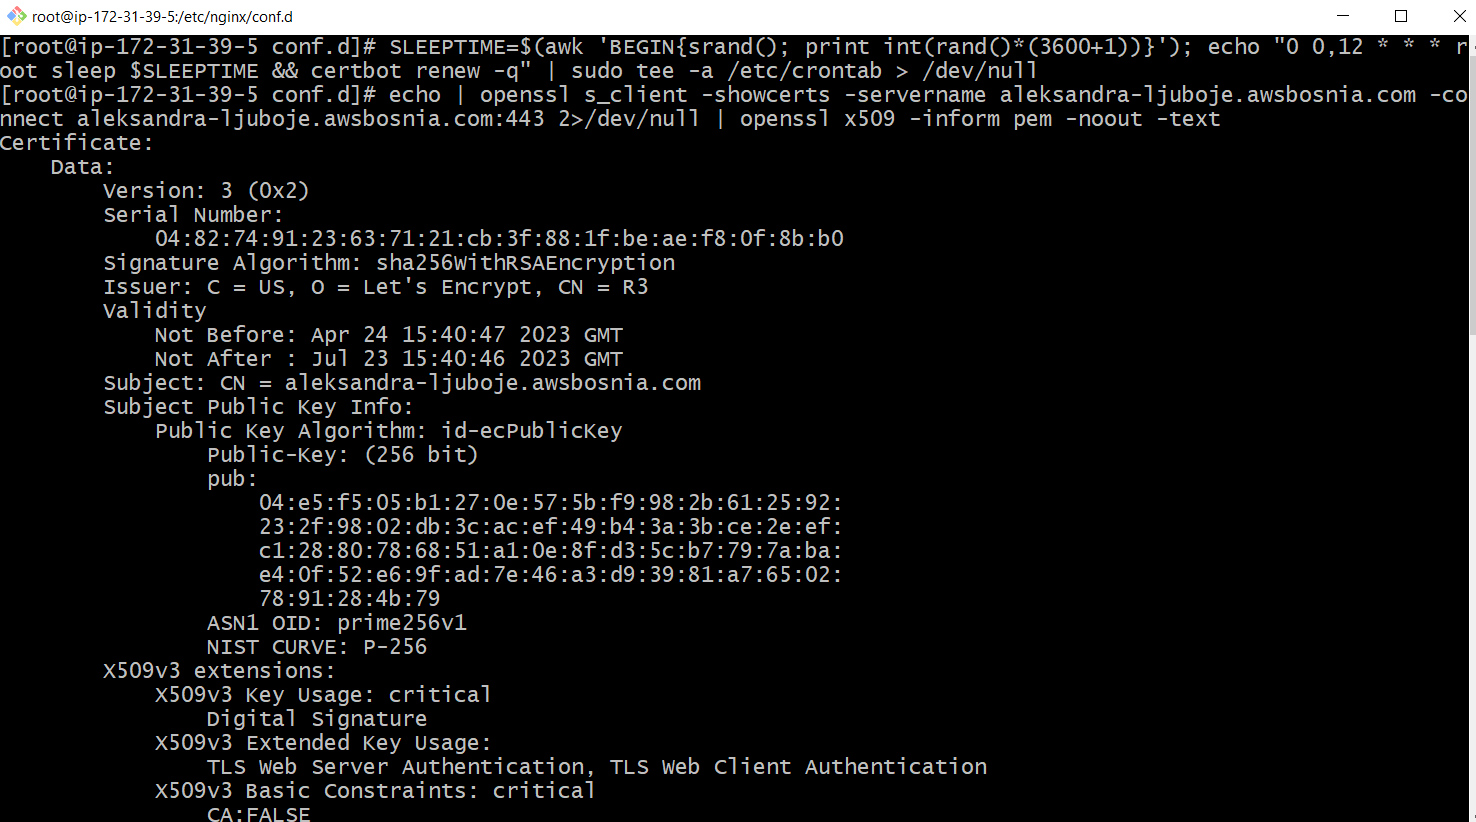 root@ip-172-31-39-5:/etc/nginx/conf.d
[root@ip-172-31-39-5 conf.d]# SLEEPTIME=$(awk 'BEGIN{srand(); print int(rand()*(3600+1))}'); echo "0 0,12 * * * r
oot sleep $SLEEPTIME && certbot renew -q" | sudo tee -a /etc/crontab > /dev/null
[root@ip-172-31-39-5 conf.d]# echo | openssl s_client -showcerts -servername aleksandra-ljuboje.awsbosnia.com -co
nnect aleksandra-ljuboje.awsbosnia.com:443 2>/dev/null | openssl x509 -inform pem -noout -text
Certificate:
    Data:
        Version: 3 (0x2)
        Serial Number:
            04:82:74:91:23:63:71:21:cb:3f:88:1f:be:ae:f8:0f:8b:b0
        Signature Algorithm: sha256WithRSAEncryption
        Issuer: C = US, O = Let's Encrypt, CN = R3
        Validity
            Not Before: Apr 24 15:40:47 2023 GMT
            Not After : Jul 23 15:40:46 2023 GMT
        Subject: CN = aleksandra-ljuboje.awsbosnia.com
        Subject Public Key Info:
            Public Key Algorithm: id-ecPublicKey
                Public-Key: (256 bit)
                pub:
                    04:e5:f5:05:b1:27:0e:57:5b:f9:98:2b:61:25:92:
                    23:2f:98:02:db:3c:ac:ef:49:b4:3a:3b:ce:2e:ef:
                    c1:28:80:78:68:51:a1:0e:8f:d3:5c:b7:79:7a:ba:
                    e4:0f:52:e6:9f:ad:7e:46:a3:d9:39:81:a7:65:02:
                    78:91:28:4b:79
                ASN1 OID: prime256v1
                NIST CURVE: P-256
        X509v3 extensions:
            X509v3 Key Usage: critical
                Digital Signature
            X509v3 Extended Key Usage:
                TLS Web Server Authentication, TLS Web Client Authentication
            X509v3 Basic Constraints: critical
                CA:FALSE